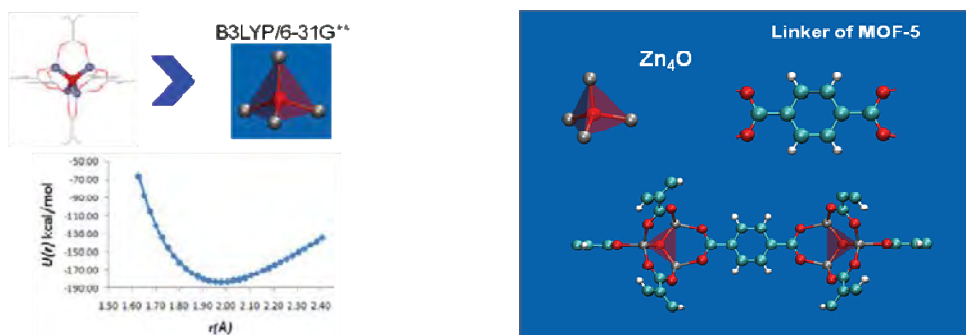 B3LYP/6-31G**
-50.00
-70.00
-90.00
-110.00
-130.00
-150.00
-170.00
-190.00
U(r) kcal/mol
1.50 1.60 1.70 1.80 1.90 2.00 2.10 2.20 2.30 2.40
r(Å)
Linker of MOF-5
Zn₄O